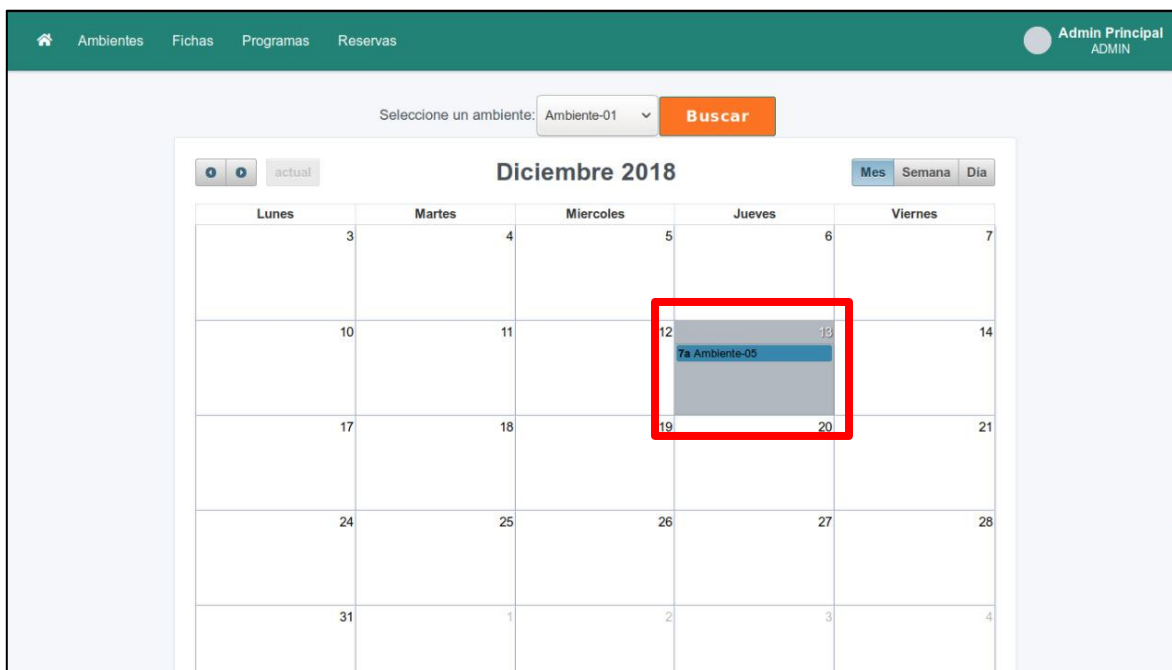 Ambientes Fichas Programas Reservas
Admin Principal
ADMIN
Seleccione un ambiente: Ambiente-01 Buscar
actual Diciembre 2018 Mes Semana Día
Lunes Martes Miercoles Jueves Viernes
3 4 5 6 7
10 11 12 13 14
7a Ambiente-05
17 18 19 20 21
24 25 26 27 28
31 1 2 3 4